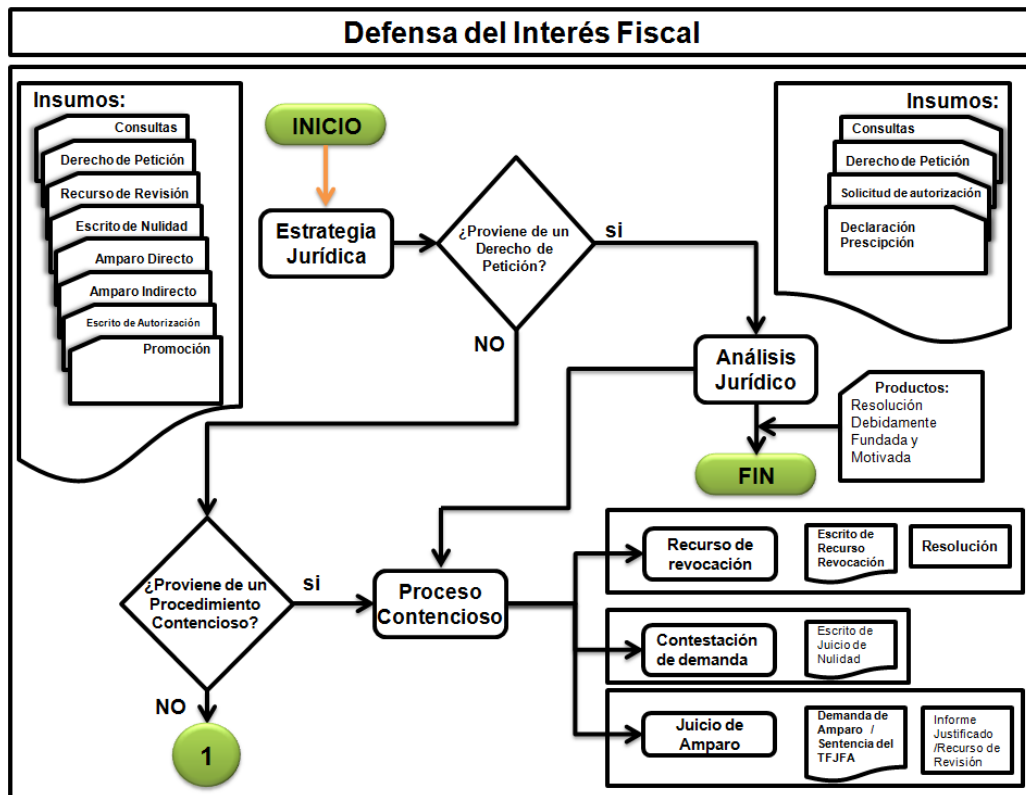 Defensa del Interés Fiscal
Insumos:
Consultas
Derecho de Petición
Recurso de Revisión
Escrito de Nulidad
Amparo Directo
Amparo Indirecto
Escrito de Autorización
Promoción
INICIO
Estrategia
Jurídica
¿Proviene de un
Derecho de
Petición?
si
NO
Insumos:
Consultas
Derecho de Petición
Solicitud de autorización
Declaración
Prescipción
Análisis
Jurídico
Productos:
Resolución
Debidamente
Fundada y
Motivada
FIN
¿Proviene de un
Procedimiento
Contencioso?
si
NO
1
Proceso
Contencioso
Recurso de
revocación
Escrito de
Recurso
Revocación
Resolución
Contestación
de demanda
Escrito de
Juicio de
Nulidad
Juicio de
Amparo
Demanda de
Amparo /
Sentencia del
TFJFA
Informe
Justificado
/Recurso de
Revisión